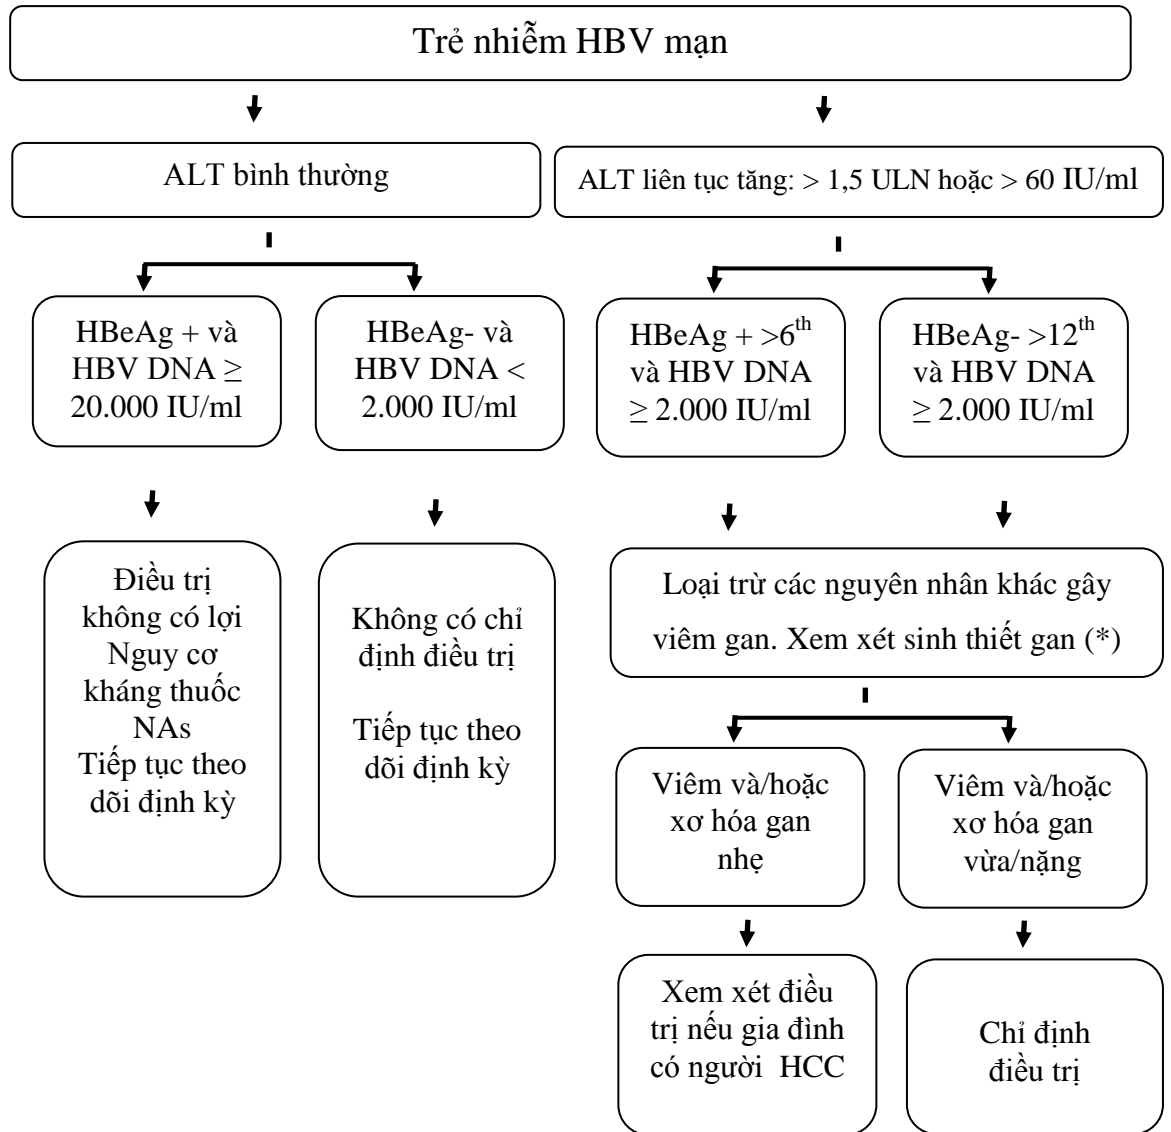 Trẻ nhiễm HBV mạn
ALT bình thường
ALT liên tục tăng: > 1,5 ULN hoặc > 60 IU/ml
HBeAg + và
HBV DNA ≥
20.000 IU/ml
HBeAg- và
HBV DNA <
2.000 IU/ml
HBeAg + >6th
và HBV DNA
≥ 2.000 IU/ml
HBeAg- >12th
và HBV DNA
≥ 2.000 IU/ml
Điều trị
không có lợi
Nguy cơ
kháng thuốc
NAs
Tiếp tục theo
dõi định kỳ
Không có chỉ
định điều trị
Tiếp tục theo
dõi định kỳ
Loại trừ các nguyên nhân khác gây
viêm gan. Xem xét sinh thiết gan (*)
Viêm và/hoặc
xơ hóa gan
nhẹ
Viêm và/hoặc
xơ hóa gan
vừa/nặng
Xem xét điều
trị nếu gia đình
có người HCC
Chỉ định
điều trị